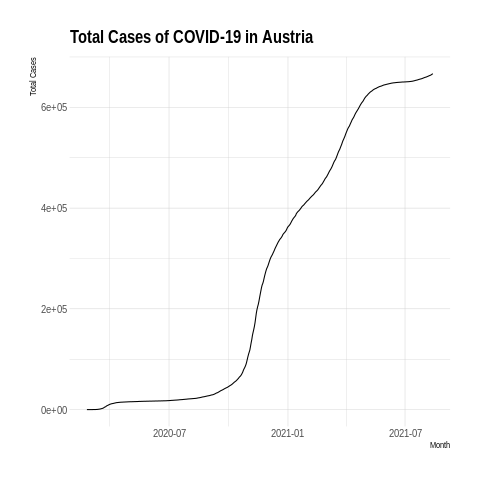 Total Cases of COVID-19 in Austria
Total Cases
6e+05
4e+05
2e+05
0e+00
2020-07 2021-01 2021-07
Month